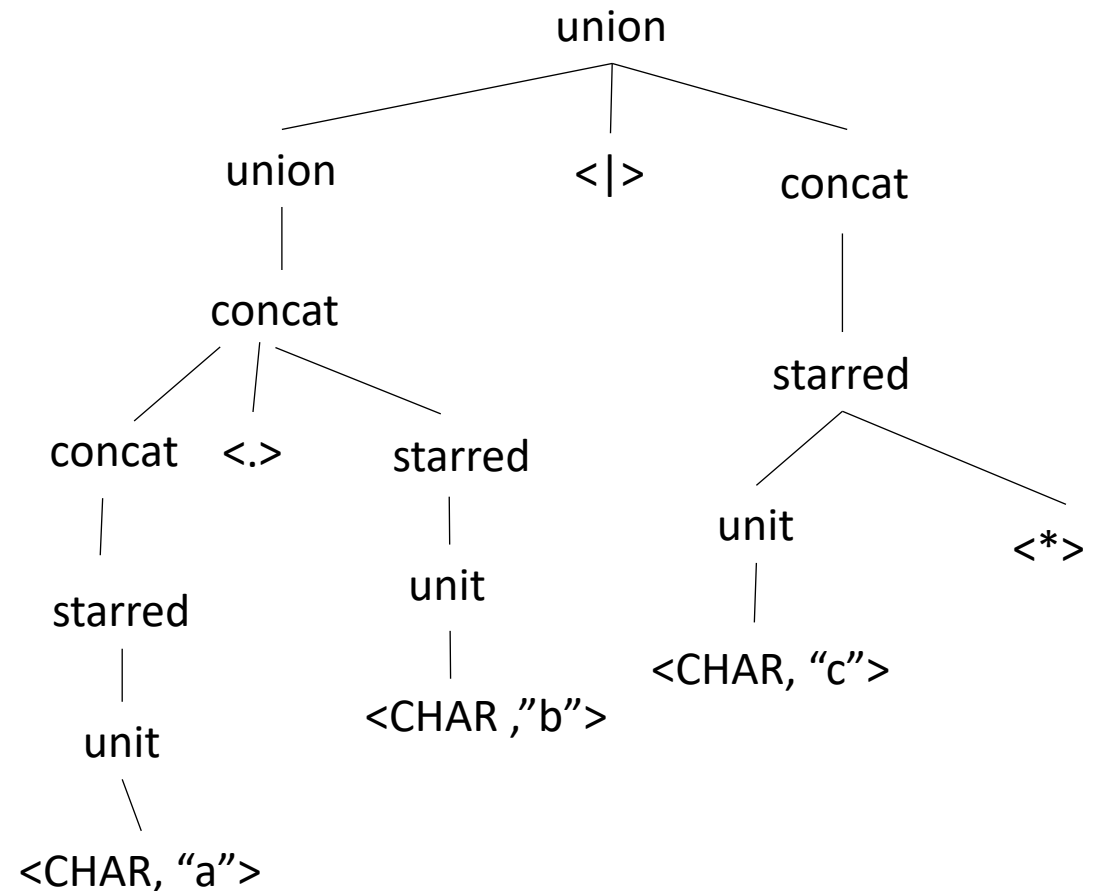 union
union
<|>
concat
concat
starred
concat
<.>
starred
unit
<*>
unit
starred
<CHAR, “c”>
<CHAR ,”b”>
unit
<CHAR, “a”>